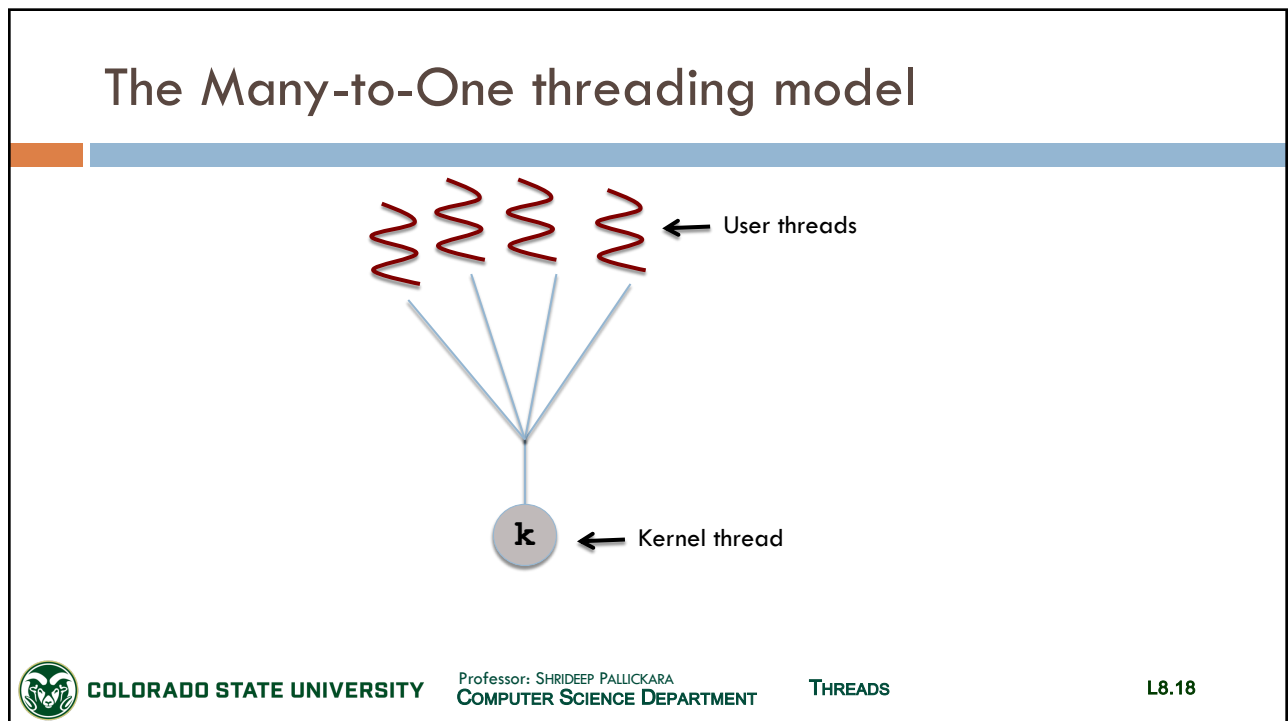 The Many-to-One threading model
User threads
k
Kernel thread
COLORADO STATE UNIVERSITY
Professor: SHRIDEEP PALLICKARA
COMPUTER SCIENCE DEPARTMENT
THREADS
L8.18